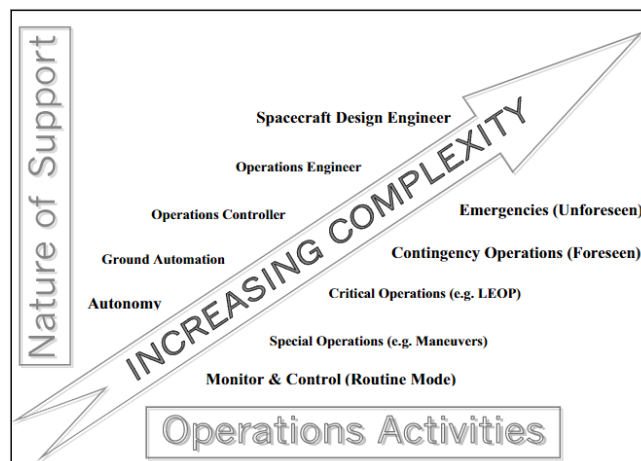 Nature of Support
Spacecraft Design Engineer
Operations Engineer
Operations Controller
Ground Automation
Autonomy
INCREASING COMPLEXITY
Emergencies (Unforeseen)
Contingency Operations (Foreseen)
Critical Operations (e.g. LEOP)
Special Operations (e.g. Maneuvers)
Monitor & Control (Routine Mode)
Operations Activities